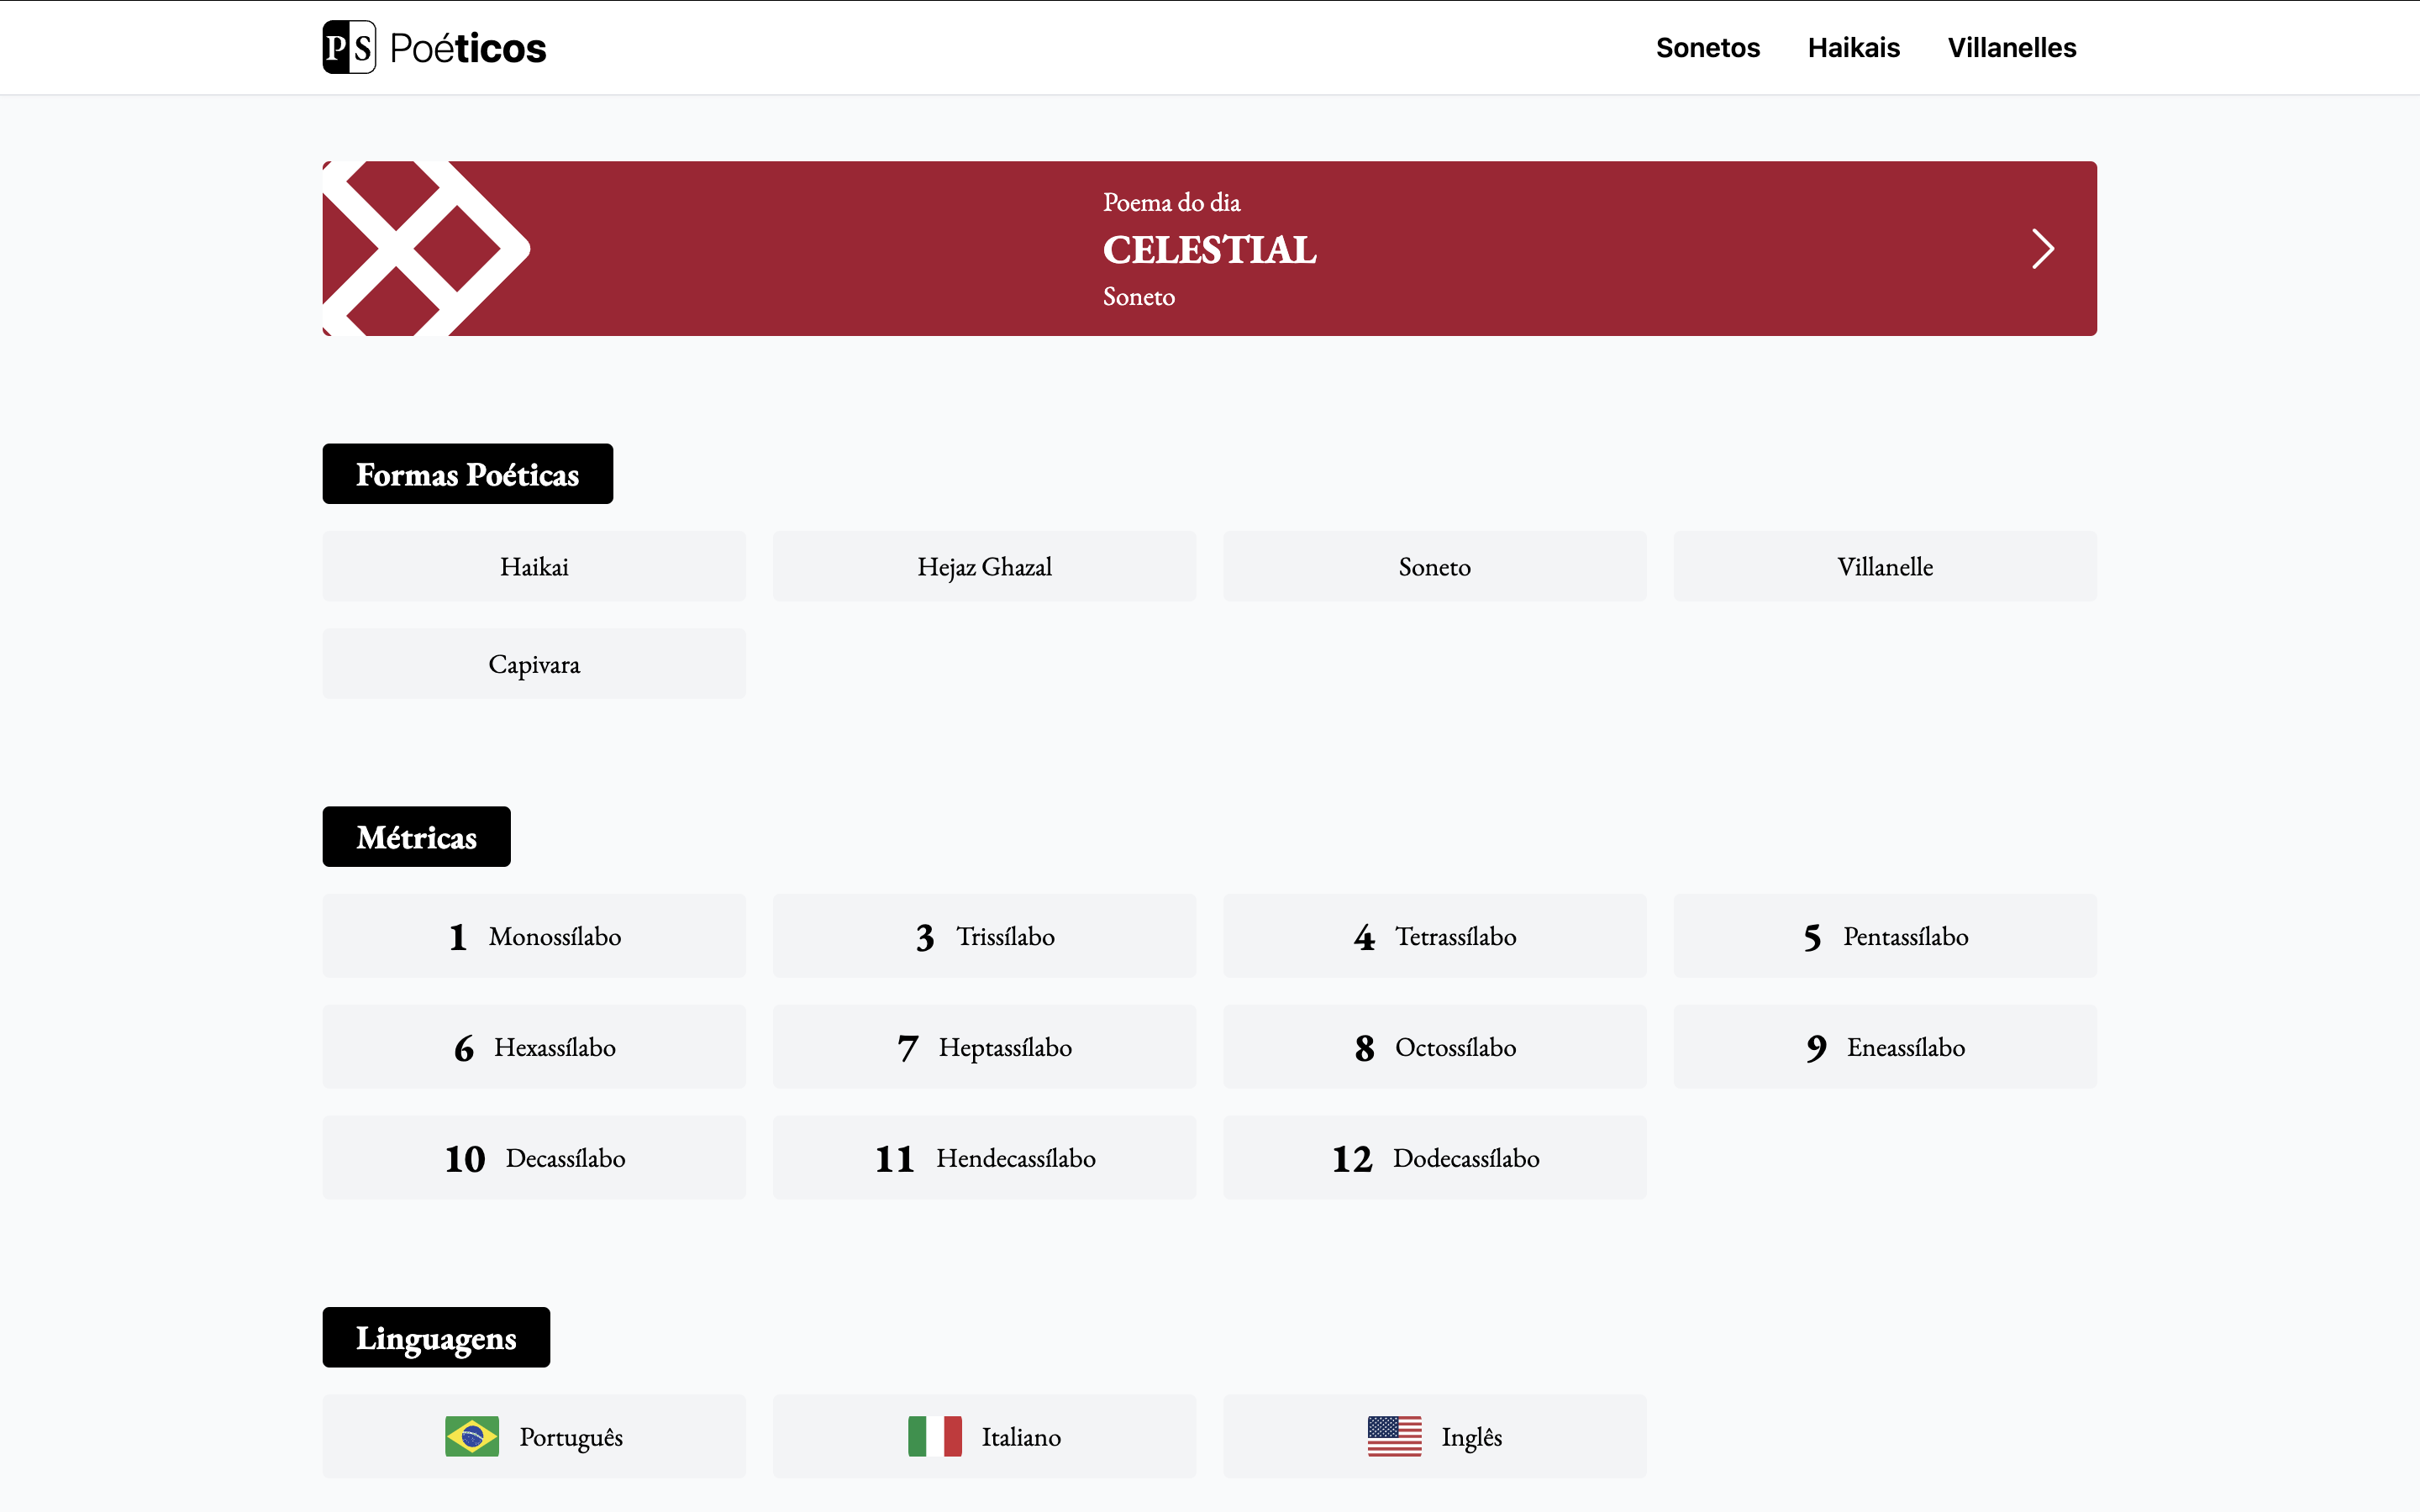 PS Poéticos
Sonetos Haikais Villanelles
Poema do dia
CELESTIAL
Soneto
Formas Poéticas
Haikai
Hejaz Ghazal
Soneto
Villanelle
Capivara
Métricas
1 Monossílabo
3 Trissílabo
4 Tetrassílabo
5 Pentassílabo
6 Hexassílabo
7 Heptassílabo
8 Octossílabo
9 Eneassílabo
10 Decassílabo
11 Hendecassílabo
12 Dodecassílabo
Linguagens
Português
Italiano
Inglês